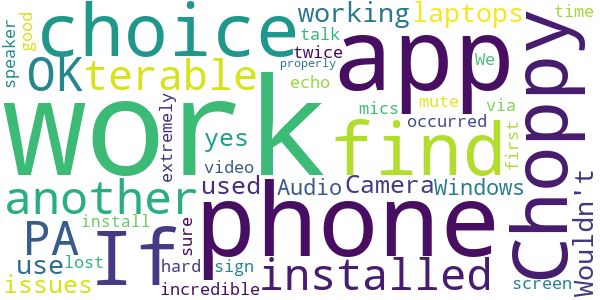 speaker
good
choice
working
laptops
time
OK
terable
talk
twice
properly
echo
app
We
Choppy
work
extremely
mics
mute
via
occurred
first
find
yes
video
another
used
Audio
Camera
Windows
Wouldn't
PA
If
install
sure
phone
use
lost
hard
sign
installed
screen
issues
incredible